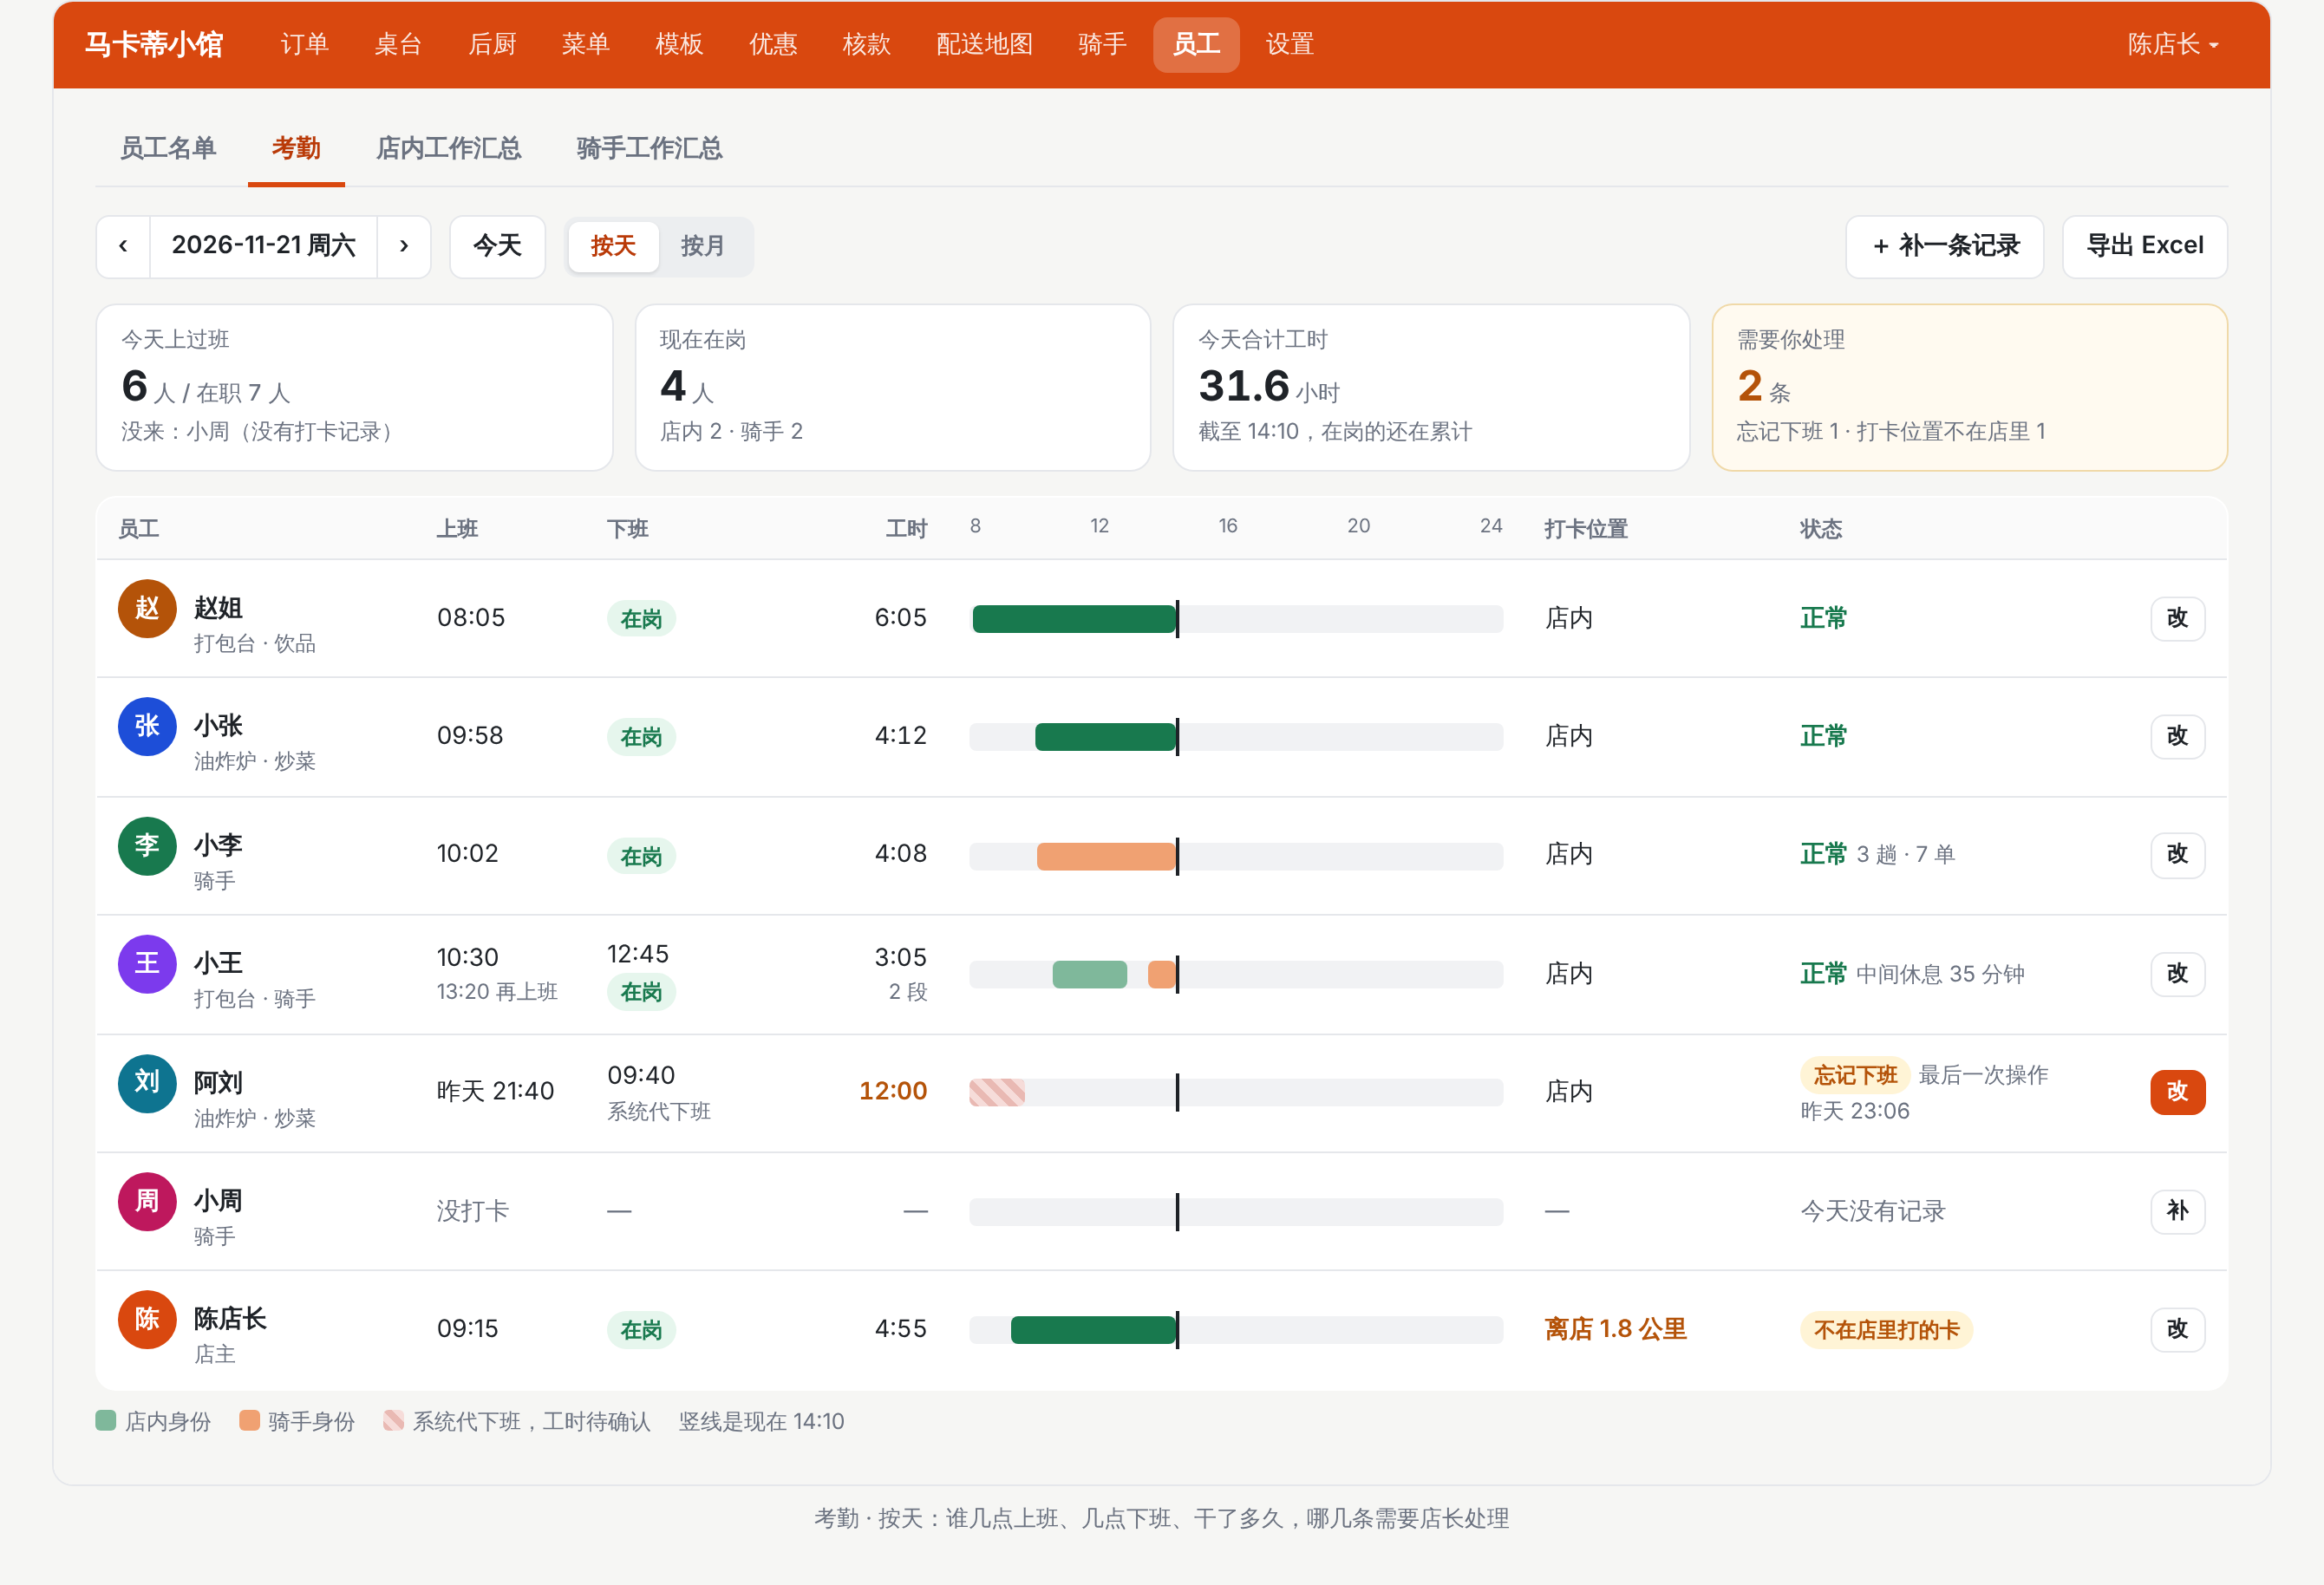 马卡蒂小馆 订单 桌台 后厨 菜单 模板 优惠 核款 配送地图 骑手 员工 设置 陈店长
员工名单 考勤 店内工作汇总 骑手工作汇总
‹ 2026-11-21 周六 › 今天 按天 按月 + 补一条记录 导出 Excel
今天上过班
6 人 / 在职 7 人
没来：小周（没有打卡记录）
现在在岗
4 人
店内 2 · 骑手 2
今天合计工时
31.6 小时
截至 14:10，在岗的还在累计
需要你处理
2 条
忘记下班 1 · 打卡位置不在店里 1
员工 上班 下班 工时 8 12 16 20 24 打卡位置 状态
赵 赵姐 08:05 在岗 6:05 店内 正常 改
打包台 · 饮品
张 小张 09:58 在岗 4:12 店内 正常 改
油炸炉 · 炒菜
李 小李 10:02 在岗 4:08 店内 正常 3 趟 · 7 单 改
骑手
王 小王 10:30 12:45 3:05 店内 正常 中间休息 35 分钟 改
打包台 · 骑手 13:20 再上班 在岗 2 段
刘 阿刘 昨天 21:40 09:40 12:00 店内 忘记下班 最后一次操作 改
油炸炉 · 炒菜 系统代下班 昨天 23:06
周 小周 没打卡 — — — 今天没有记录 补
骑手
陈 陈店长 09:15 在岗 4:55 离店 1.8 公里 不在店里打的卡 改
店主
店内身份 骑手身份 系统代下班，工时待确认 竖线是现在 14:10
考勤 · 按天：谁几点上班、几点下班、干了多久，哪几条需要店长处理